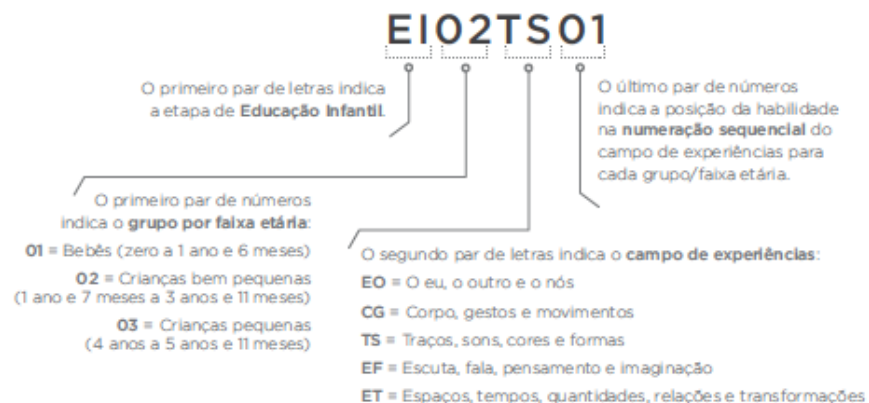 EI02TS01
O primeiro par de letras indica
a etapa de Educação Infantil.
O último par de números
indica a posição da habilidade
na numeração sequencial do
campo de experiências para
cada grupo/faixa etária.
O primeiro par de números
indica o grupo por faixa etária:
01 = Bebês (zero a 1 ano e 6 meses)
02 = Crianças bem pequenas
(1 ano e 7 meses a 3 anos e 11 meses)
03 = Crianças pequenas
(4 anos a 5 anos e 11 meses)
O segundo par de letras indica o campo de experiências:
EO = O eu, o outro e o nós
CG = Corpo, gestos e movimentos
TS = Traços, sons, cores e formas
EF = Escuta, fala, pensamento e imaginação
ET = Espaços, tempos, quantidades, relações e transformações